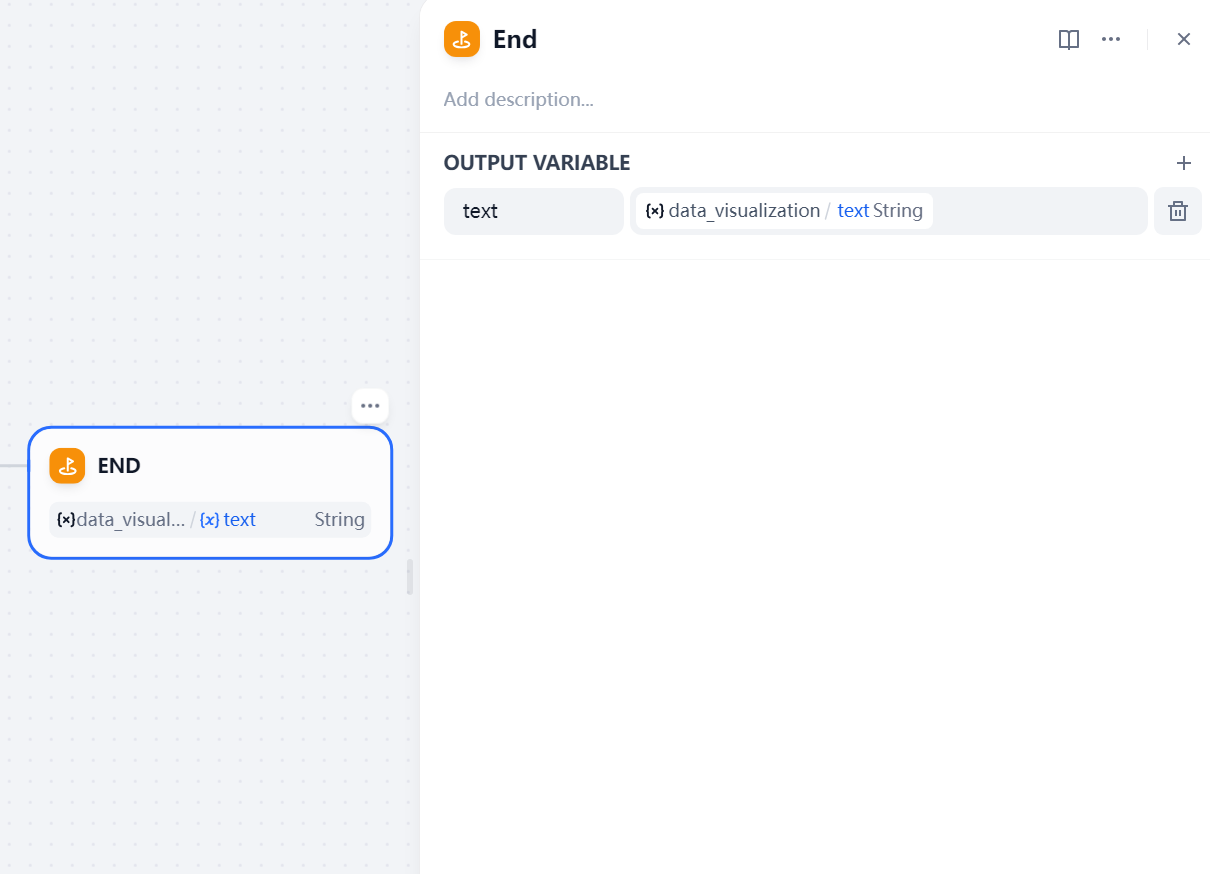 End
Add description...
OUTPUT VARIABLE
text {x} data_visualization / text String
END
{x}data_visual... / {x} text String